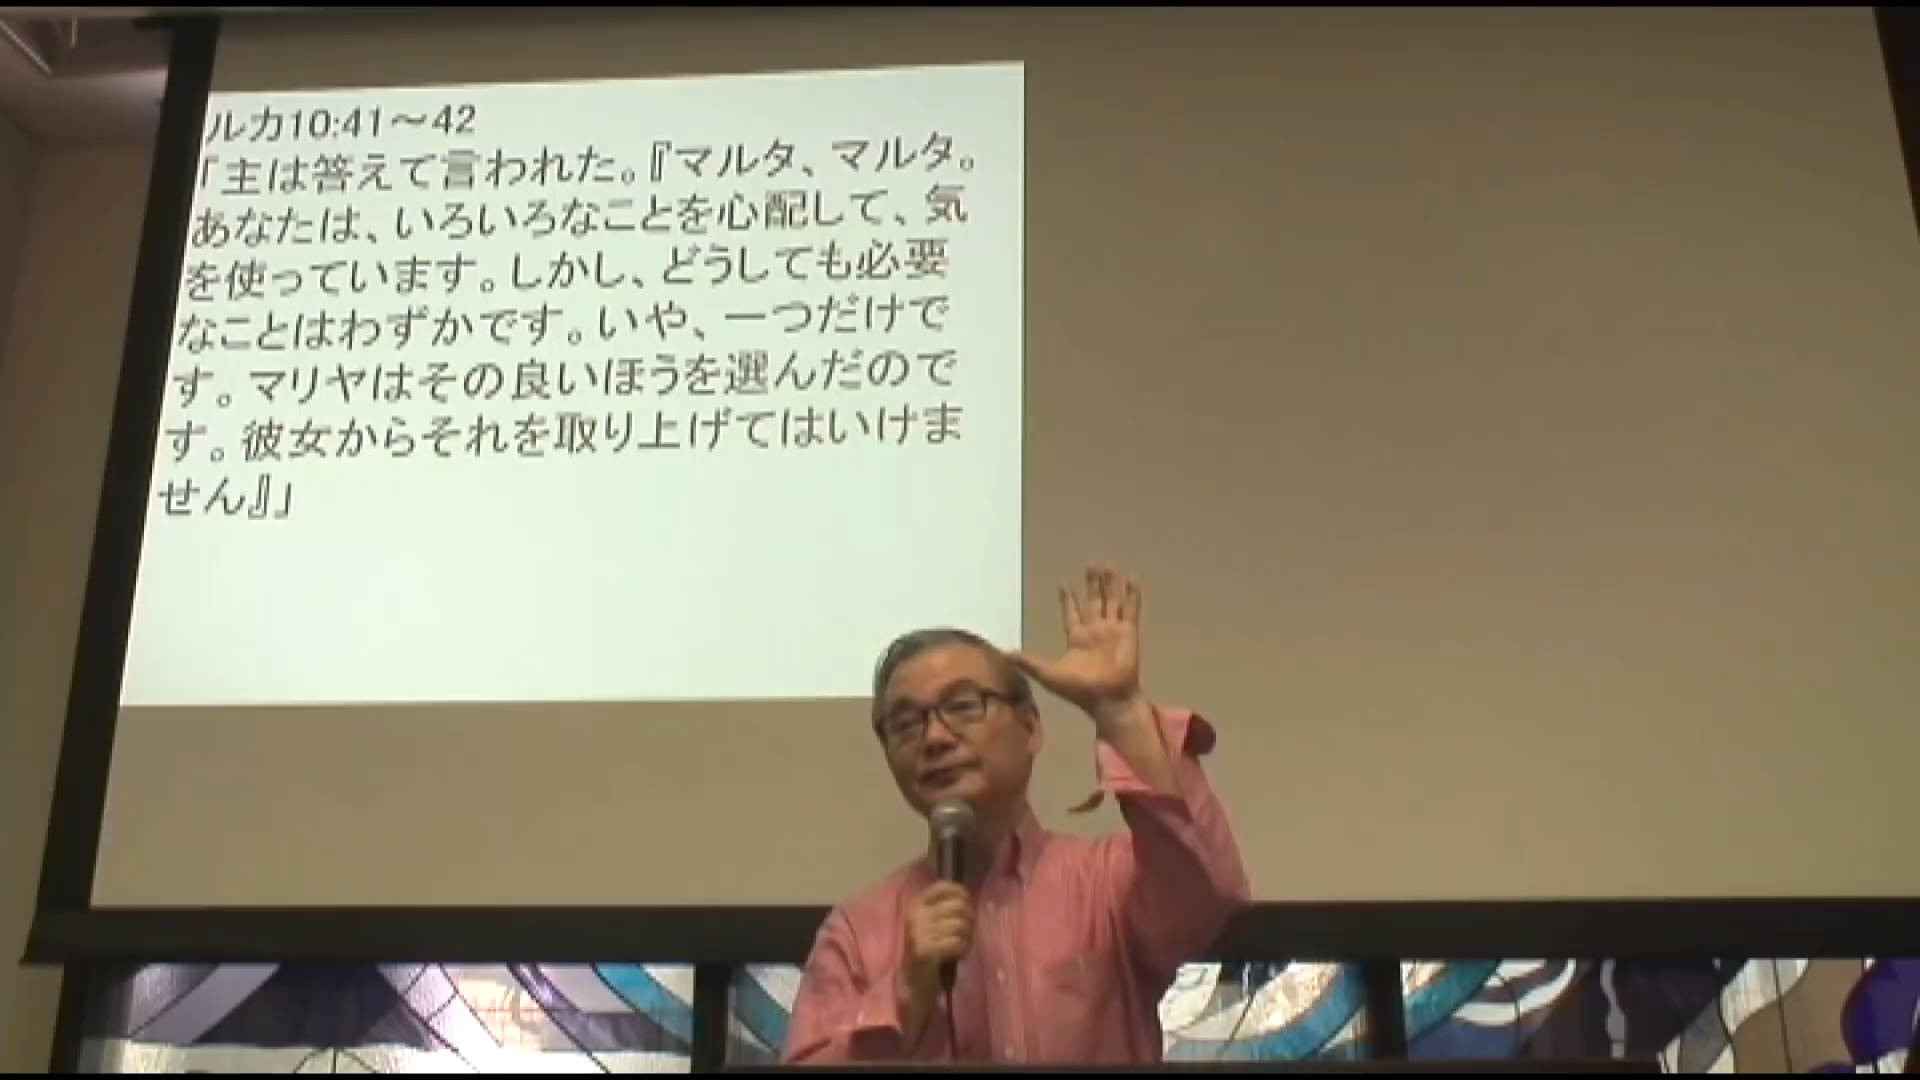 ルカ10:41～42
「主は答えて言われた。『マルタ、マルタ。
あなたは、いろいろなことを心配して、気
を使っています。しかし、どうしても必要
なことはわずかです。いや、一つだけで
す。マリヤはその良いほうを選んだので
す。彼女からそれを取り上げてはいけま
せん』」